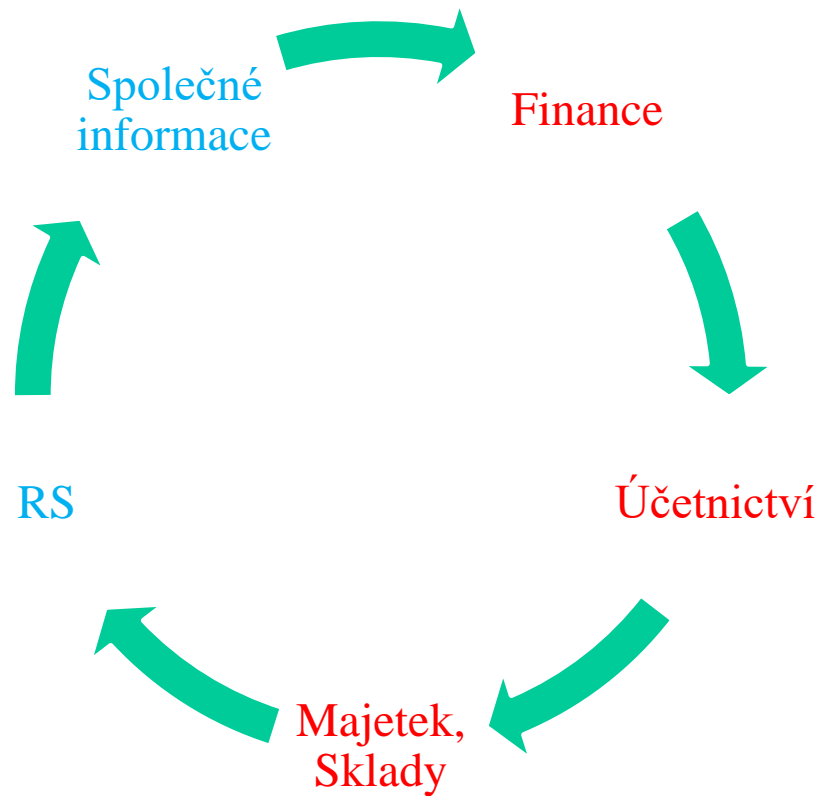 Společné
informace
Finance
RS
Účetnictví
Majetek,
Sklady